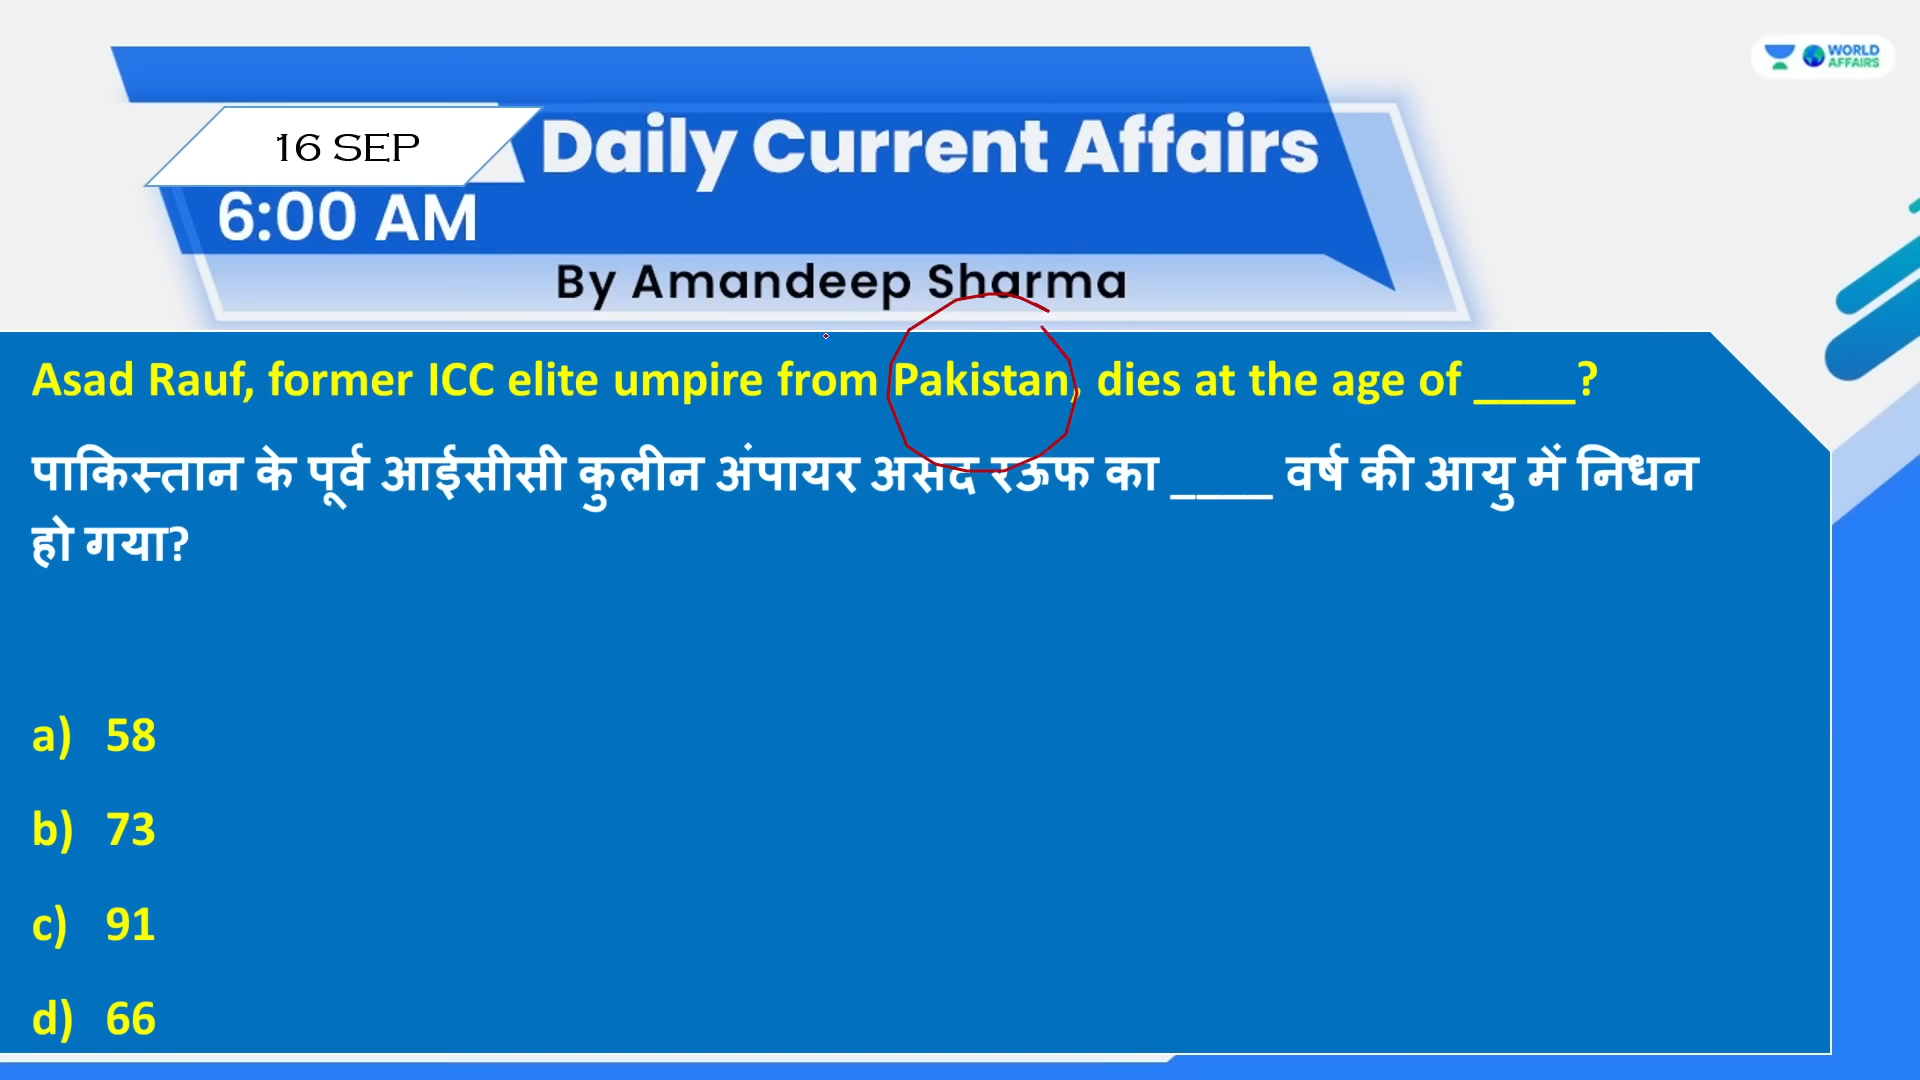 WORLD
AFFAIRS
16 SEP
Daily Current Affairs
6:00 AM
By Amandeep Sharma
Asad Rauf, former ICC elite umpire from Pakistan, dies at the age of ____?
पाकिस्तान के पूर्व आईसीसी कुलीन अंपायर असद रऊफ का ____ वर्ष की आयु में निधन
हो गया?
a) 58
b) 73
c) 91
d) 66